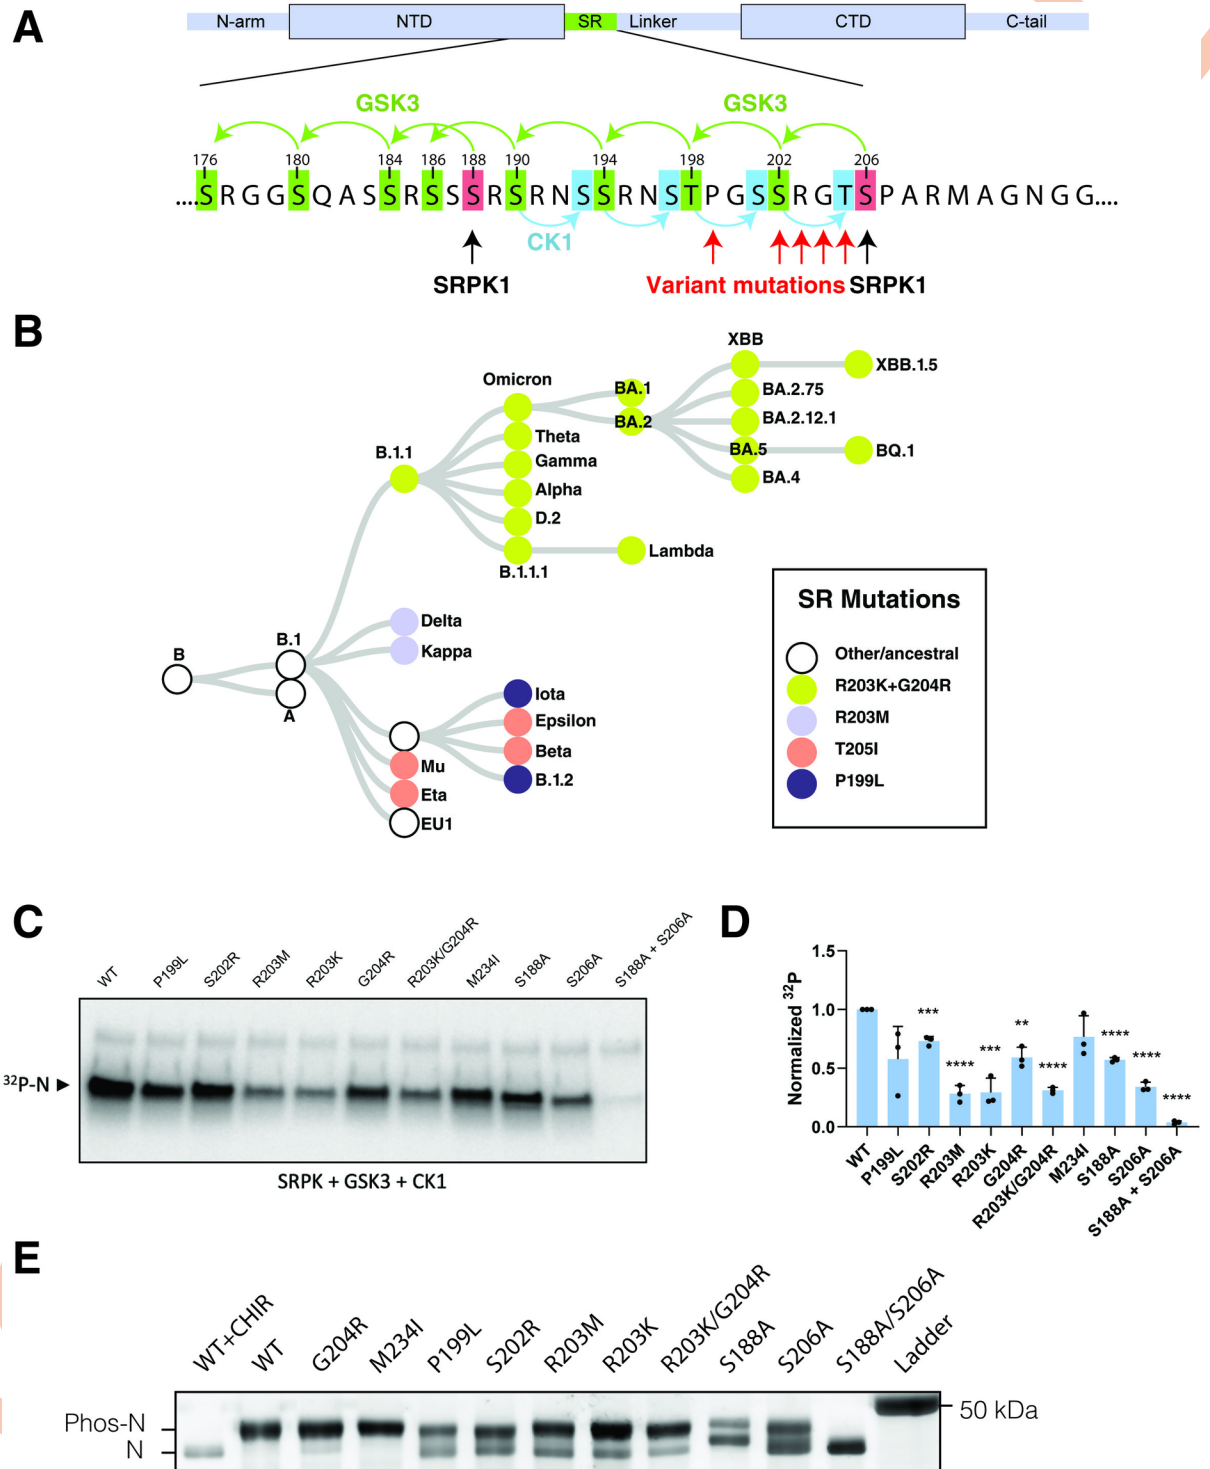 A
N-arm NTD SR Linker CTD C-tail
GSK3 GSK3
176 180 184 186 188 190 194 198 202 206
....SRGGSQASSRSSSRSRNSSRNSTPGSSRGTSPARMAGNGG....
CK1
SRPK1 Variant mutations SRPK1
B
XBB
XBB.1.5
Omicron
BA.1
BA.2.75
BA.2
BA.2.12.1
Theta
B.1.1
BA.5
BQ.1
Gamma
BA.4
Alpha
D.2
Lambda
B.1.1.1
SR Mutations
Other/ancestral
R203K+G204R
R203M
T205I
P199L
Delta
B.1
Kappa
B
Iota
A
Epsilon
Beta
Mu
B.1.2
Eta
EU1
C
WT P199L S202R R203M R203K G204R R203K/G204R M234I S188A S206A S188A + S206A
32P-N
SRPK + GSK3 + CK1
D
Normalized 32P
1.5
1.0
0.5
0.0
*** **** *** ** **** **** **** ****
WT P199L S202R R203M R203K G204R R203K/G204R M234I S188A S206A S188A + S206A
E
WT+CHIR WT G204R M234I P199L S202R R203M R203K R203K/G204R S188A S206A S188A/S206A Ladder
Phos-N
50 kDa
N